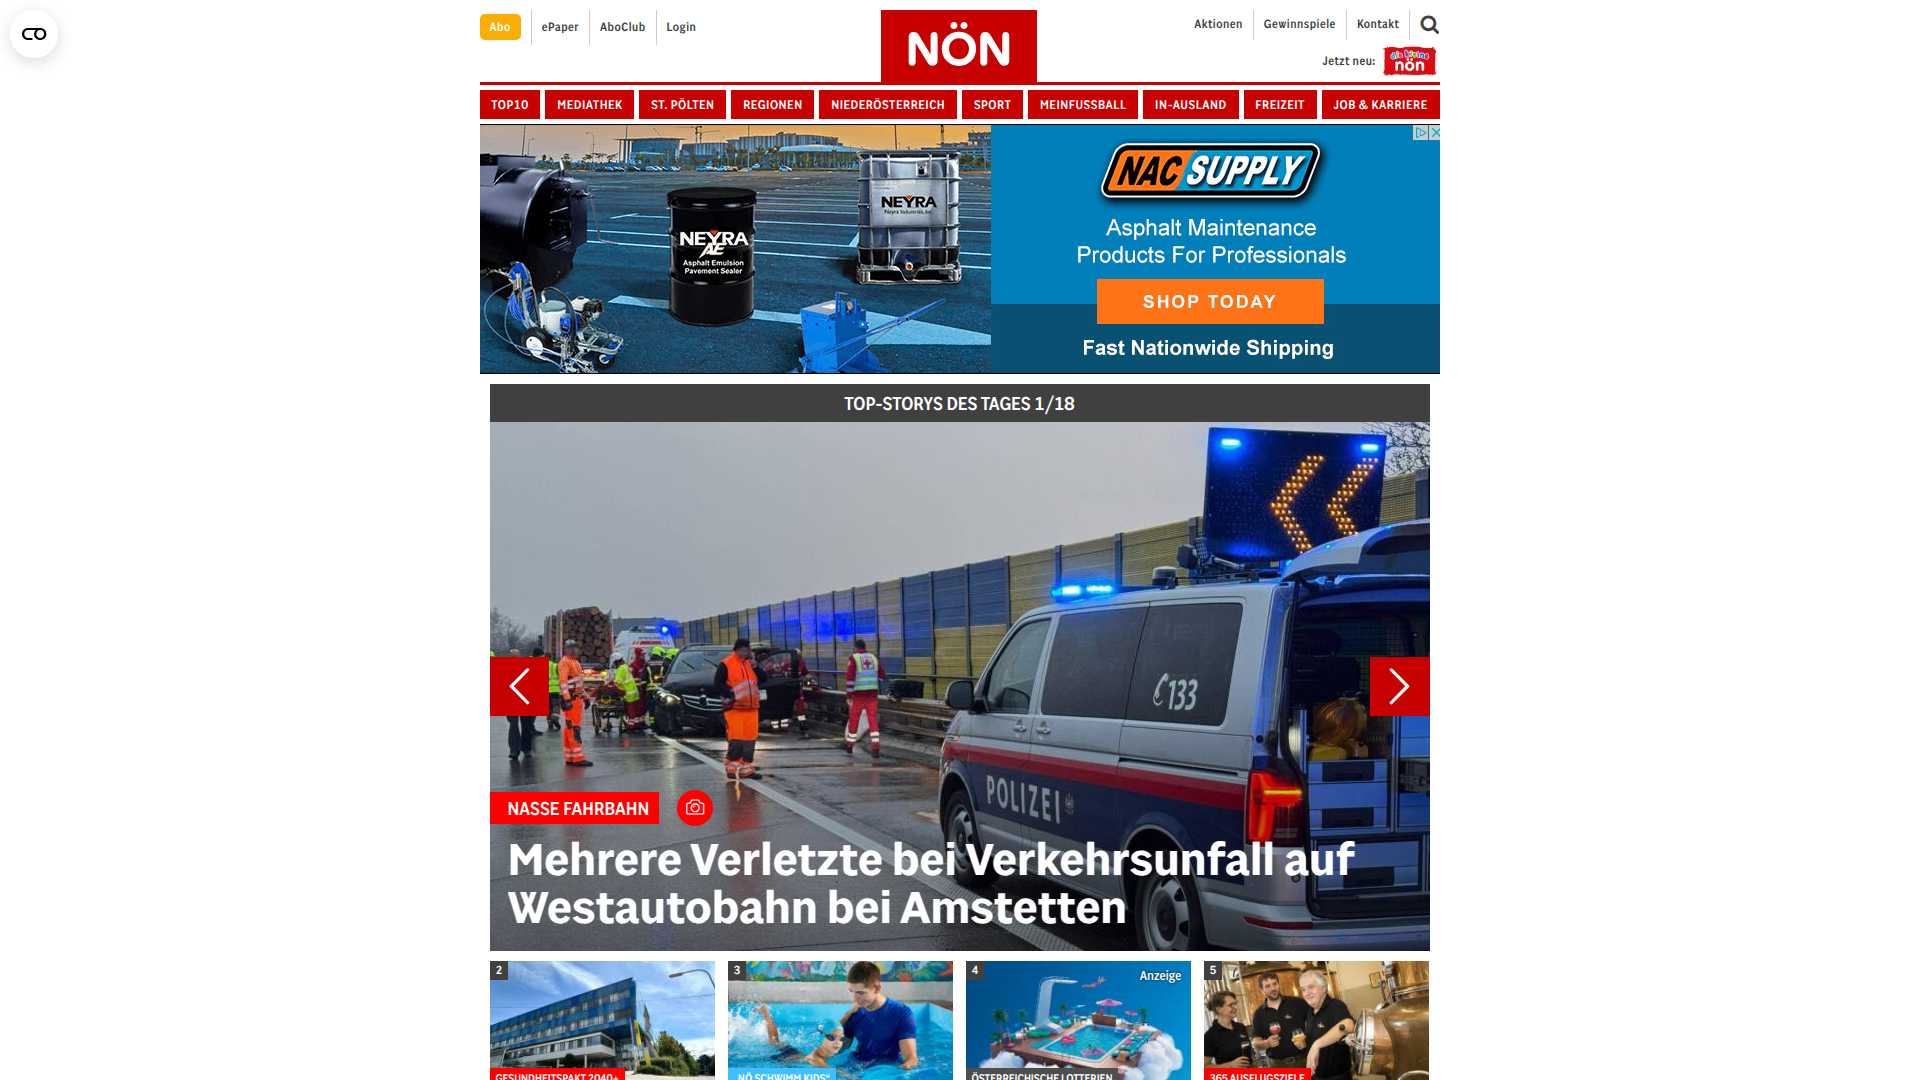 Abo
ePaper
AboClub
Login
NÖN
Aktionen
Gewinnspiele
Kontakt
Jetzt neu:
die kleine
nön
TOP10
MEDIATHEK
ST. PÖLTEN
REGIONEN
NIEDERÖSTERREICH
SPORT
MEINFUSSBALL
IN-AUSLAND
FREIZEIT
JOB & KARRIERE
NEYRA
AE
Asphalt Emulsion
Pavement Sealer
NEYRA
Neyra Industries, Inc.
NAC SUPPLY
Asphalt Maintenance
Products For Professionals
SHOP TODAY
Fast Nationwide Shipping
TOP-STORYS DES TAGES 1/18
133
POLIZEI
NASSE FAHRBAHN
Mehrere Verletzte bei Verkehrsunfall auf
Westautobahn bei Amstetten
2
3
4
Anzeige
5
GESUNDHEITSPAKT 2040+
„NÖ SCHWIMM KIDS“
ÖSTERREICHISCHE LOTTERIEN
365 AUSFLUGSZIELE